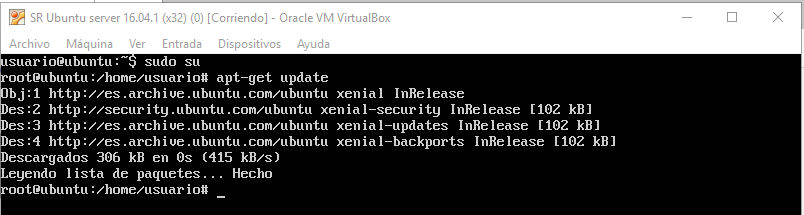 SR Ubuntu server 16.04.1 (x32) (0) [Corriendo] - Oracle VM VirtualBox
Archivo Máquina Ver Entrada Dispositivos Ayuda
usuario@ubuntu:~$ sudo su
root@ubuntu:/home/usuario# apt-get update
Obj:1 http://es.archive.ubuntu.com/ubuntu xenial InRelease
Des:2 http://security.ubuntu.com/ubuntu xenial-security InRelease [102 kB]
Des:3 http://es.archive.ubuntu.com/ubuntu xenial-updates InRelease [102 kB]
Des:4 http://es.archive.ubuntu.com/ubuntu xenial-backports InRelease [102 kB]
Descargados 306 kB en 0s (415 kB/s)
Leyendo lista de paquetes... Hecho
root@ubuntu:/home/usuario# _